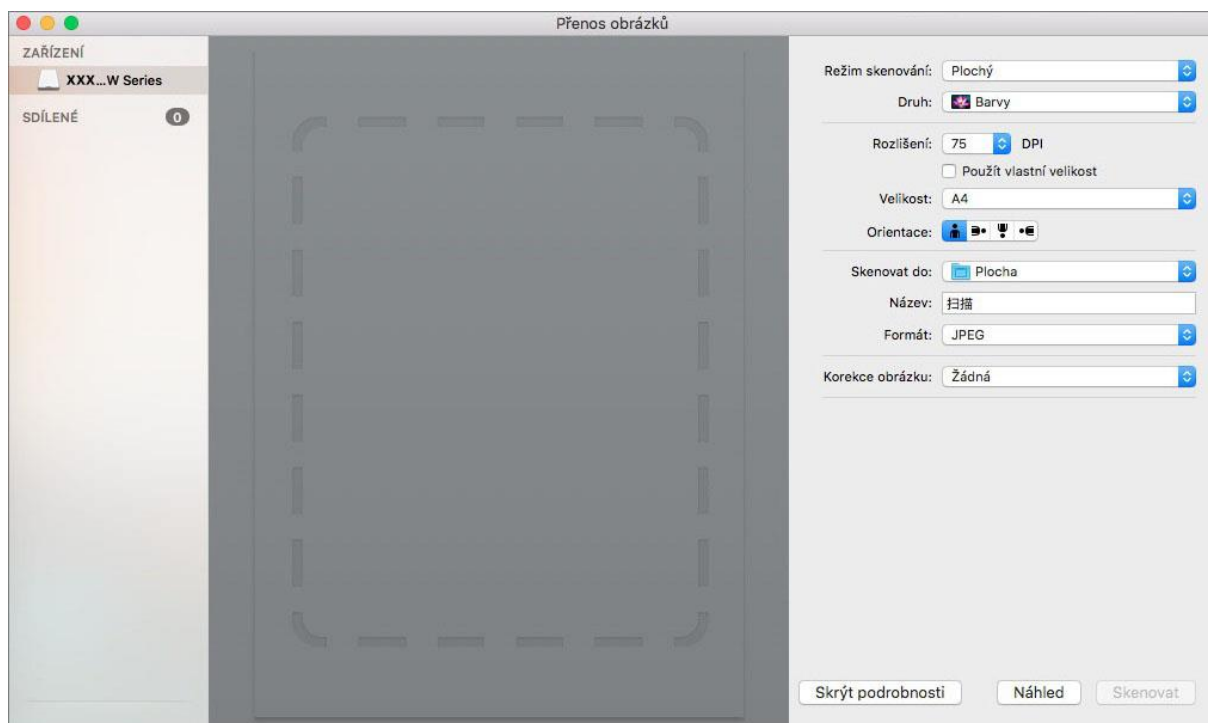 Přenos obrázků
ZAŘÍZENÍ
XXX...W Series
SDÍLENÉ 0
Režim skenování: Plochý
Druh: Barvy
Rozlišení: 75 DPI
Použít vlastní velikost
Velikost: A4
Orientace:
Skenovat do: Plocha
Název: 扫描
Formát: JPEG
Korekce obrázku: Žádná
Skrýt podrobnosti Náhled Skenovat